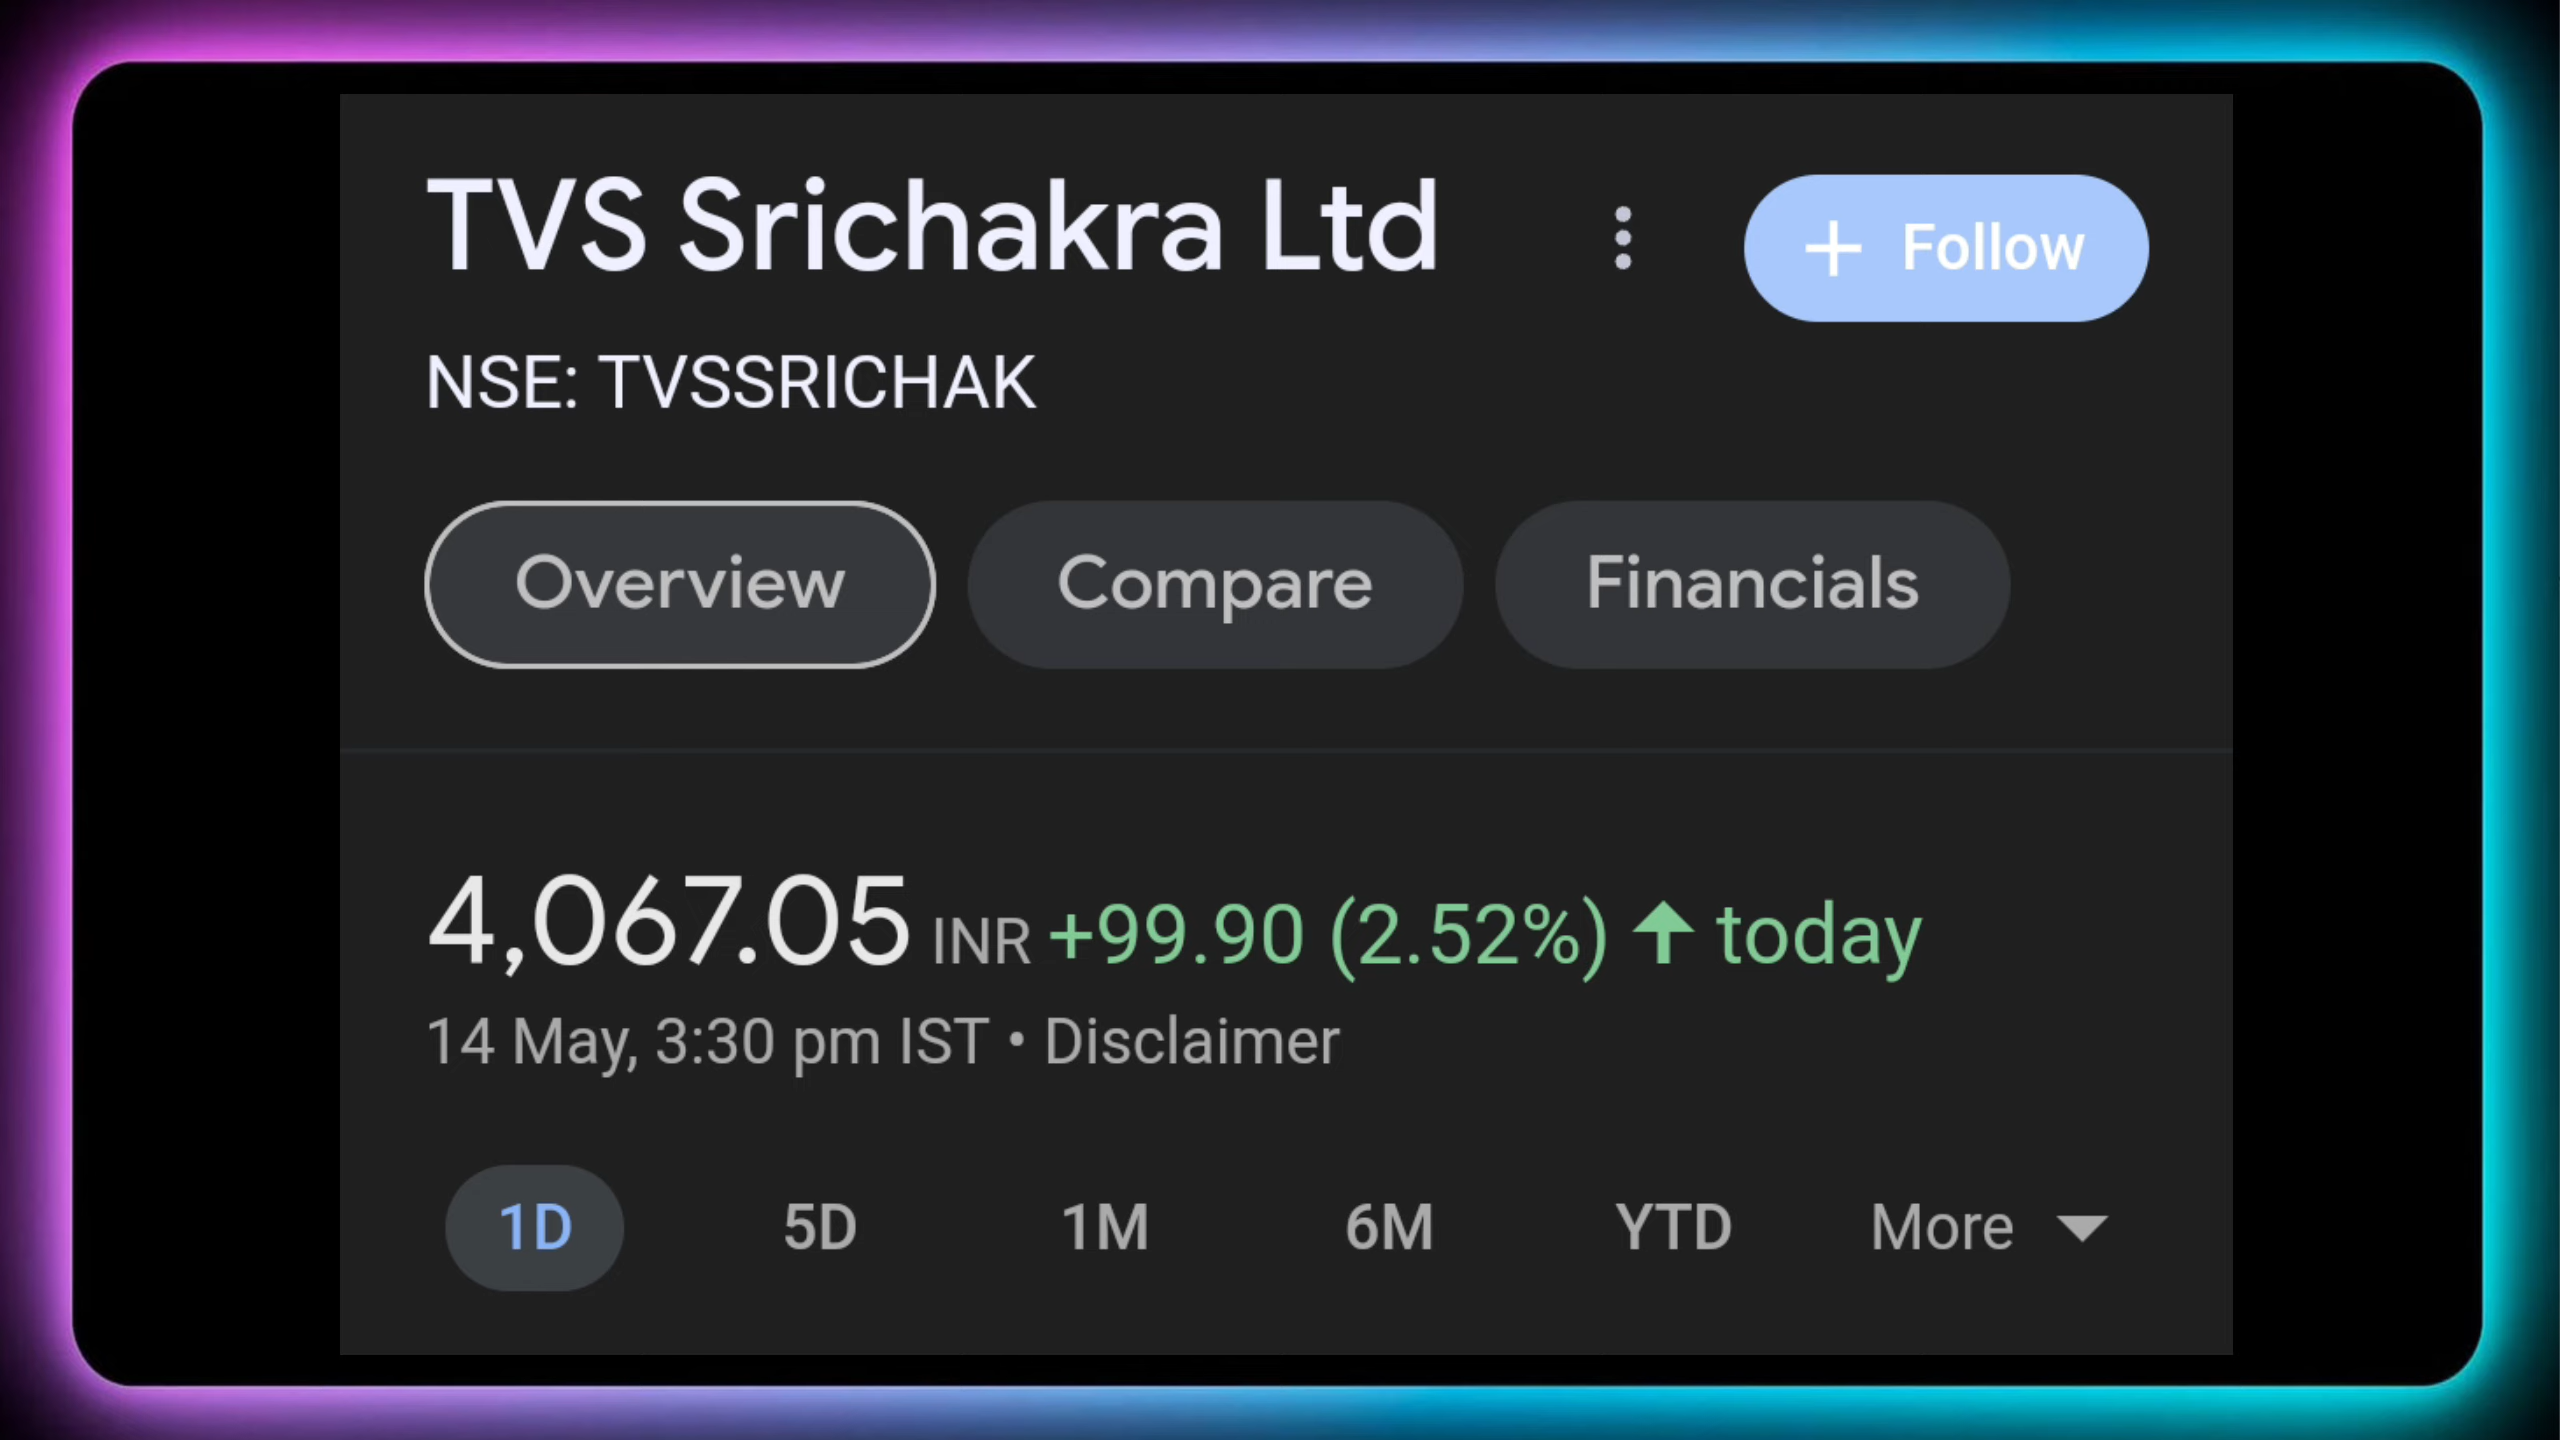 TVS Srichakra Ltd
+ Follow
NSE: TVSSRICHAK
Overview Compare Financials
4,067.05 INR +99.90 (2.52%) ↑ today
14 May, 3:30 pm IST • Disclaimer
1D 5D 1M 6M YTD More